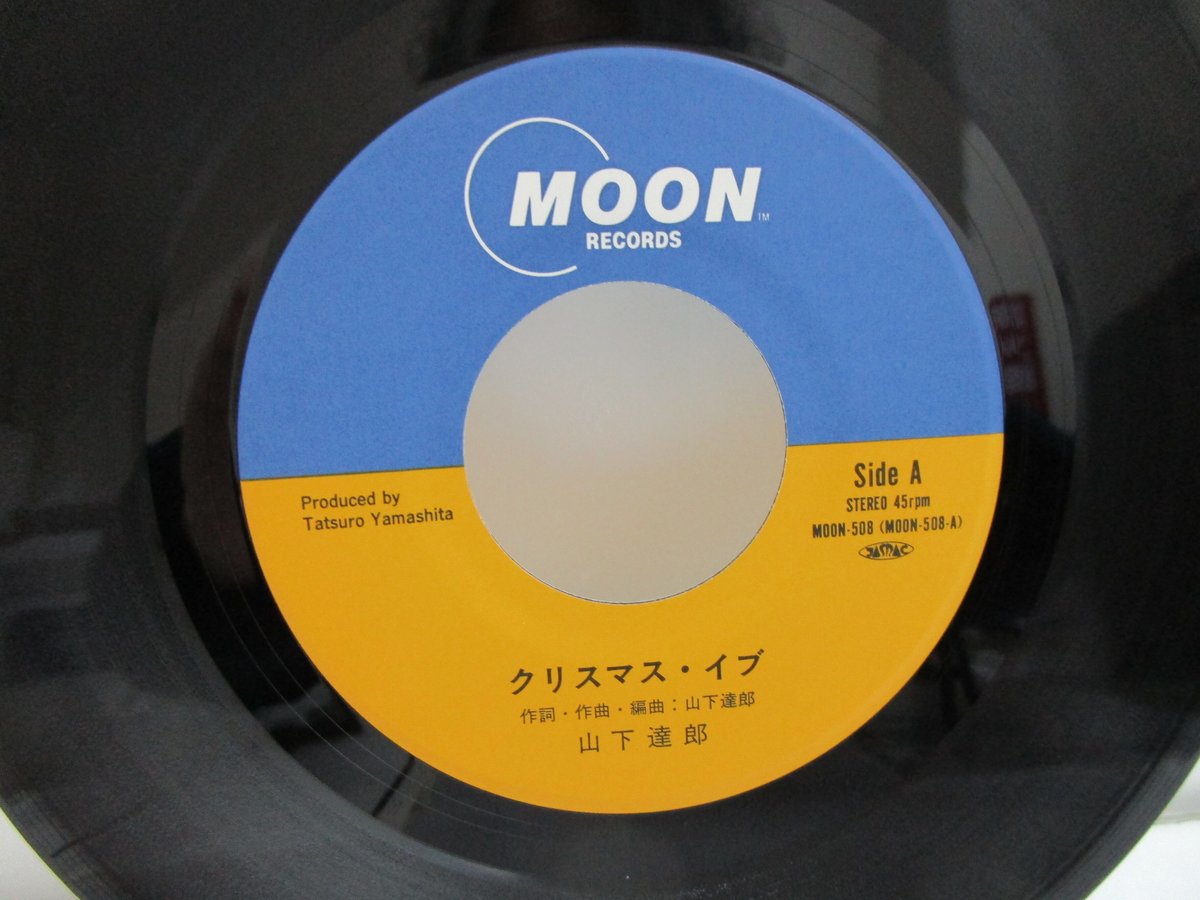 MOON TM
RECORDS
Produced by
Tatsuro Yamashita
Side A
STEREO 45rpm
MOON-508 (MOON-508-A)
JASRAC
クリスマス・イブ
作詞・作曲・編曲：山下達郎
山下達郎